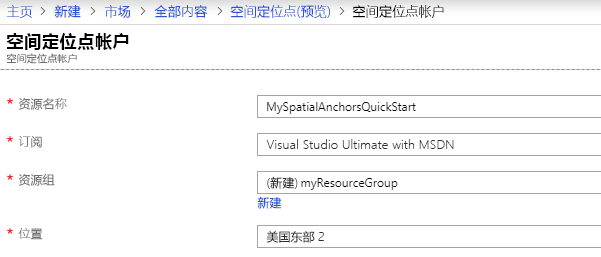 主页 > 新建 > 市场 > 全部内容 > 空间定位点(预览) > 空间定位点帐户
空间定位点帐户
空间定位点帐户
* 资源名称 MySpatialAnchorsQuickStart
* 订阅 Visual Studio Ultimate with MSDN
* 资源组 (新建) myResourceGroup
新建
* 位置 美国东部 2